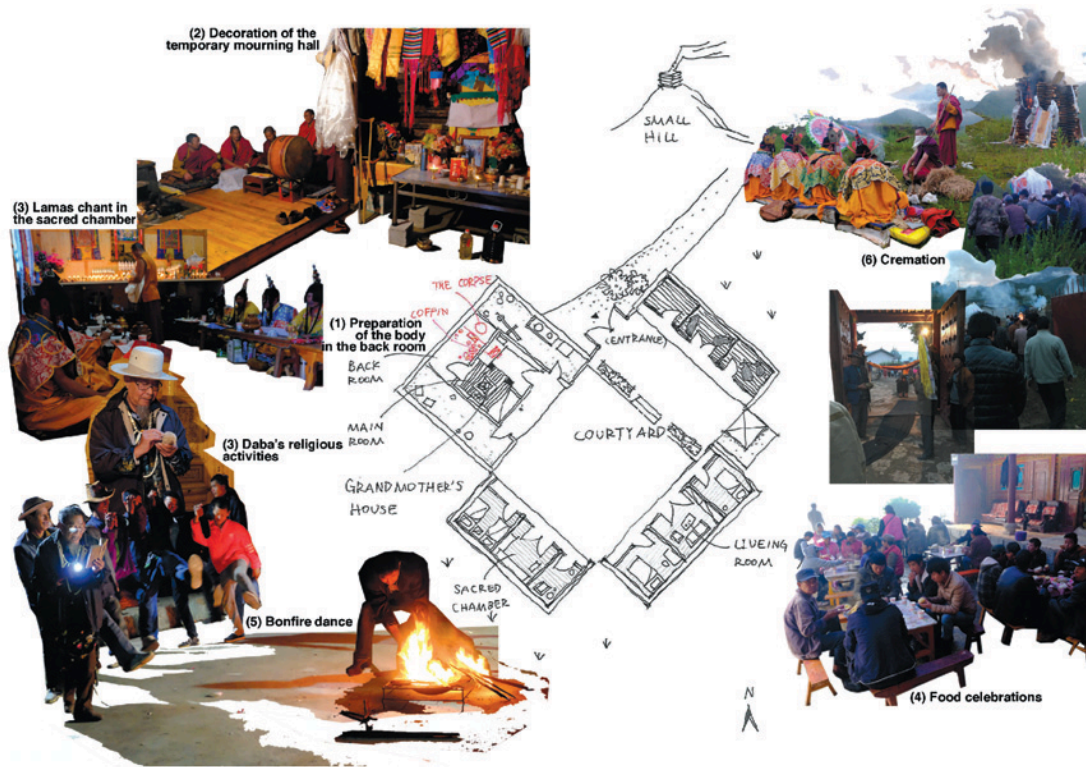 (2) Decoration of the
temporary mourning hall
(3) Lamas chant in
the sacred chamber
SMALL
HILL
(6) Cremation
THE CORPSE
COFFIN
(1) Preparation
of the body
in the back room
BACK
ROOM
(ENTRANCE)
MAIN
ROOM
COURTYARD
(3) Daba's religious
activities
GRANDMOTHER'S
HOUSE
LIVEING
ROOM
SACRED
CHAMBER
(5) Bonfire dance
N
(4) Food celebrations